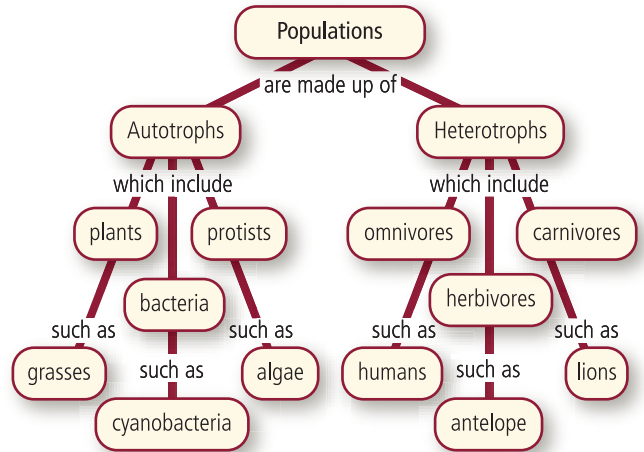 Populations
are made up of
Autotrophs
Heterotrophs
which include
which include
plants
protists
omnivores
carnivores
bacteria
herbivores
such as
such as
such as
such as
grasses
such as
algae
humans
such as
lions
cyanobacteria
antelope